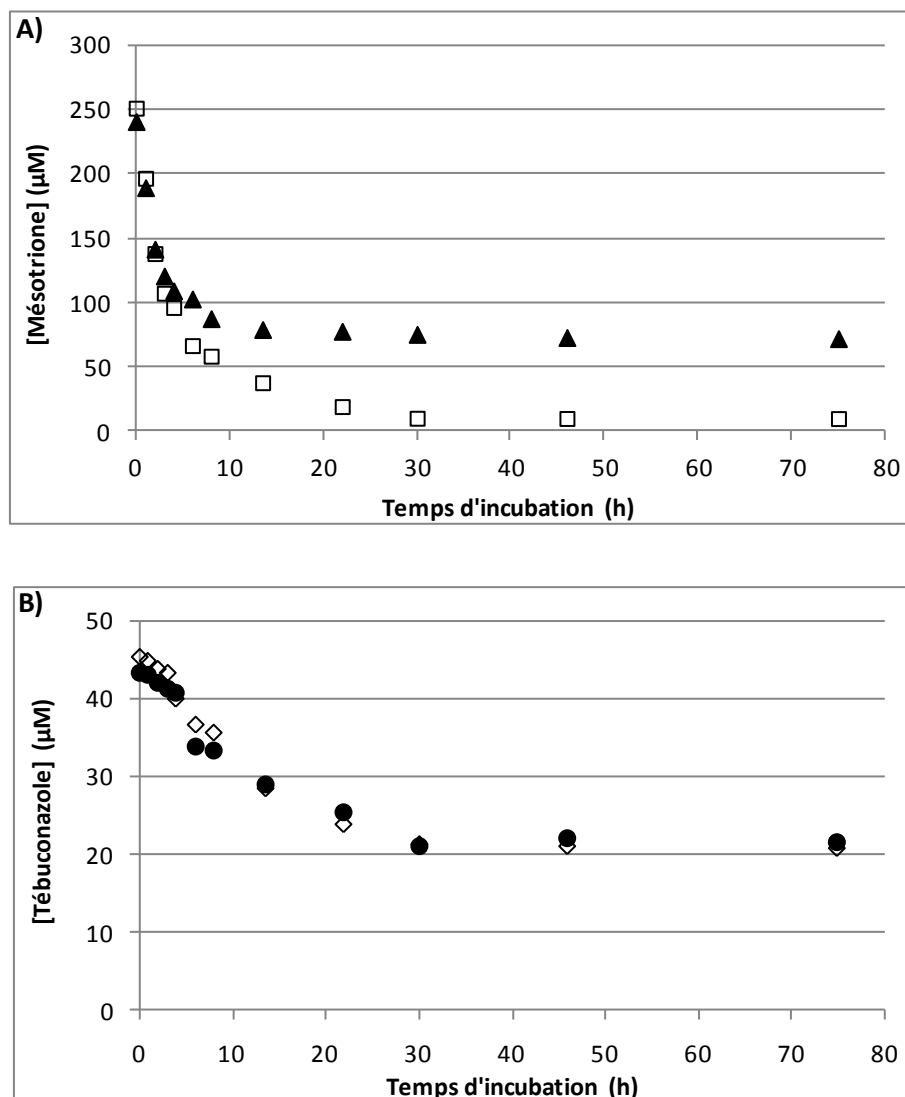 A)
[Mésotrione] (µM)
300
250
200
150
100
50
0
0 10 20 30 40 50 60 70 80
Temps d'incubation (h)
B)
[Tébuconazole] (µM)
50
40
30
20
10
0
0 10 20 30 40 50 60 70 80
Temps d'incubation (h)